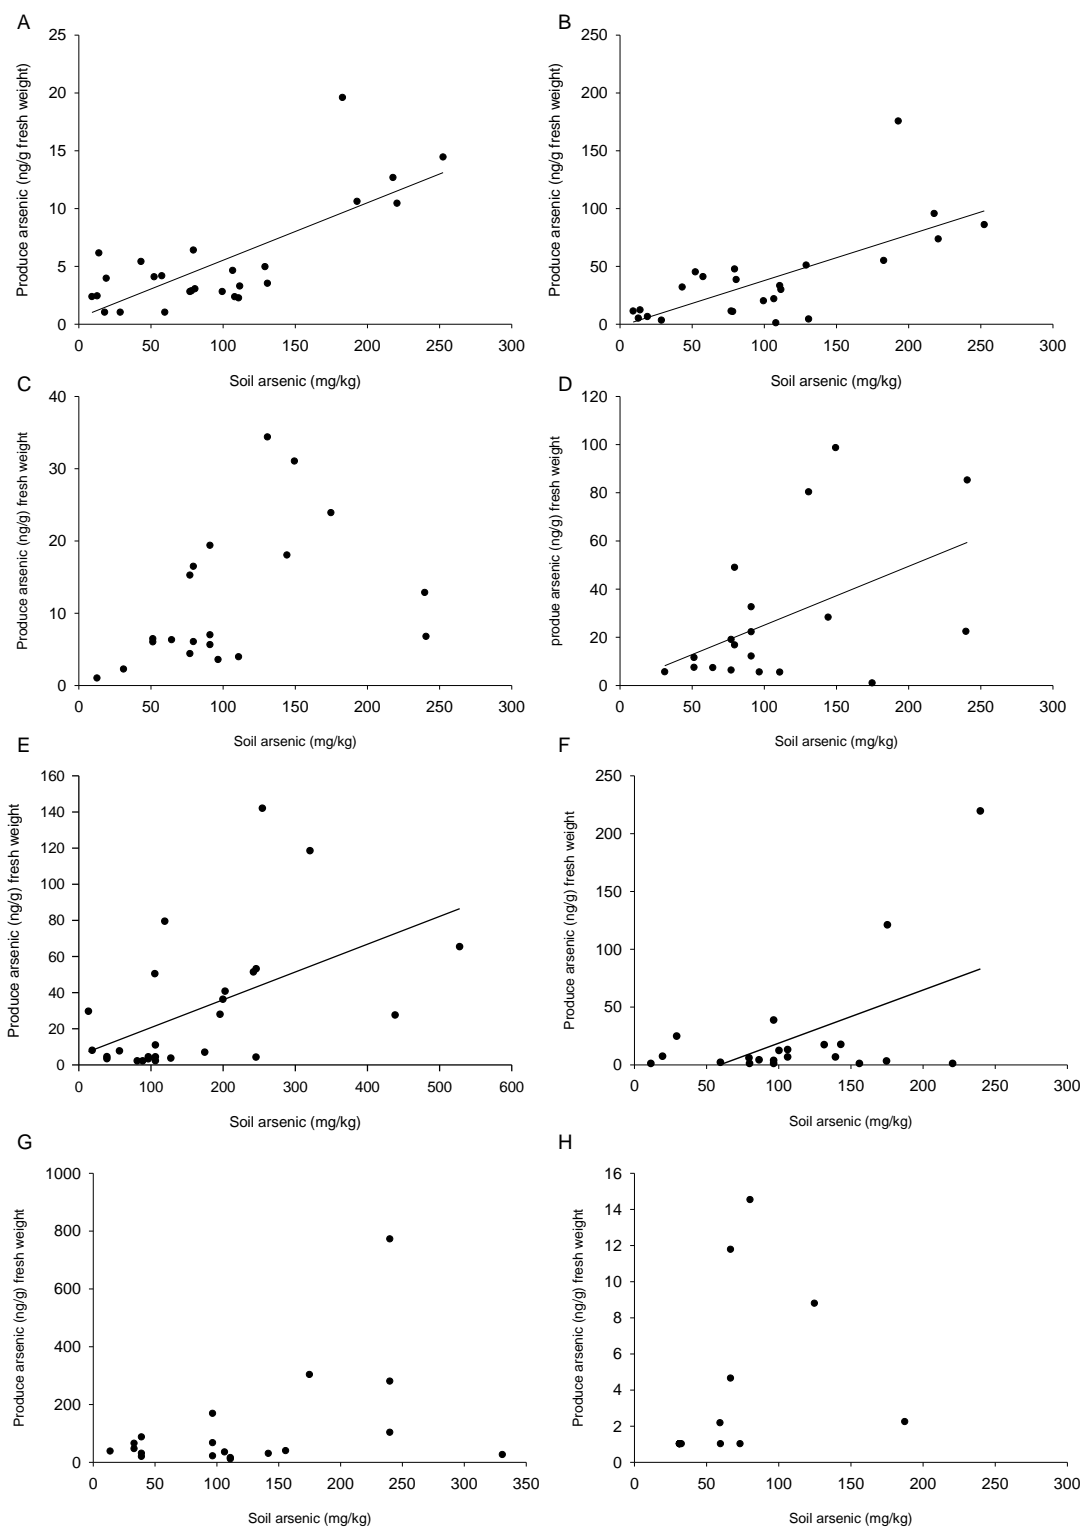 A
Produce arsenic (ng/g fresh weight)
25
20
15
10
5
0
0 50 100 150 200 250 300
Soil arsenic (mg/kg)
B
Produce arsenic (ng/g fresh weight)
250
200
150
100
50
0
0 50 100 150 200 250 300
Soil arsenic (mg/kg)
C
Produce arsenic (ng/g) fresh weight
40
30
20
10
0
0 50 100 150 200 250 300
Soil arsenic (mg/kg)
D
produe arsenic (ng/g) fresh weight
120
100
80
60
40
20
0
0 50 100 150 200 250 300
Soil arsenic (mg/kg)
E
Produce arsenic (ng/g) fresh weight
160
140
120
100
80
60
40
20
0
0 100 200 300 400 500 600
Soil arsenic (mg/kg)
F
Produce arsenic (ng/g) fresh weight
250
200
150
100
50
0
0 50 100 150 200 250 300
Soil arsenic (mg/kg)
G
Produce arsenic (ng/g) fresh weight
1000
800
600
400
200
0
0 50 100 150 200 250 300 350
Soil arsenic (mg/kg)
H
Produce arsenic (ng/g) fresh weight
16
14
12
10
8
6
4
2
0
0 50 100 150 200 250 300
Soil arsenic (mg/kg)